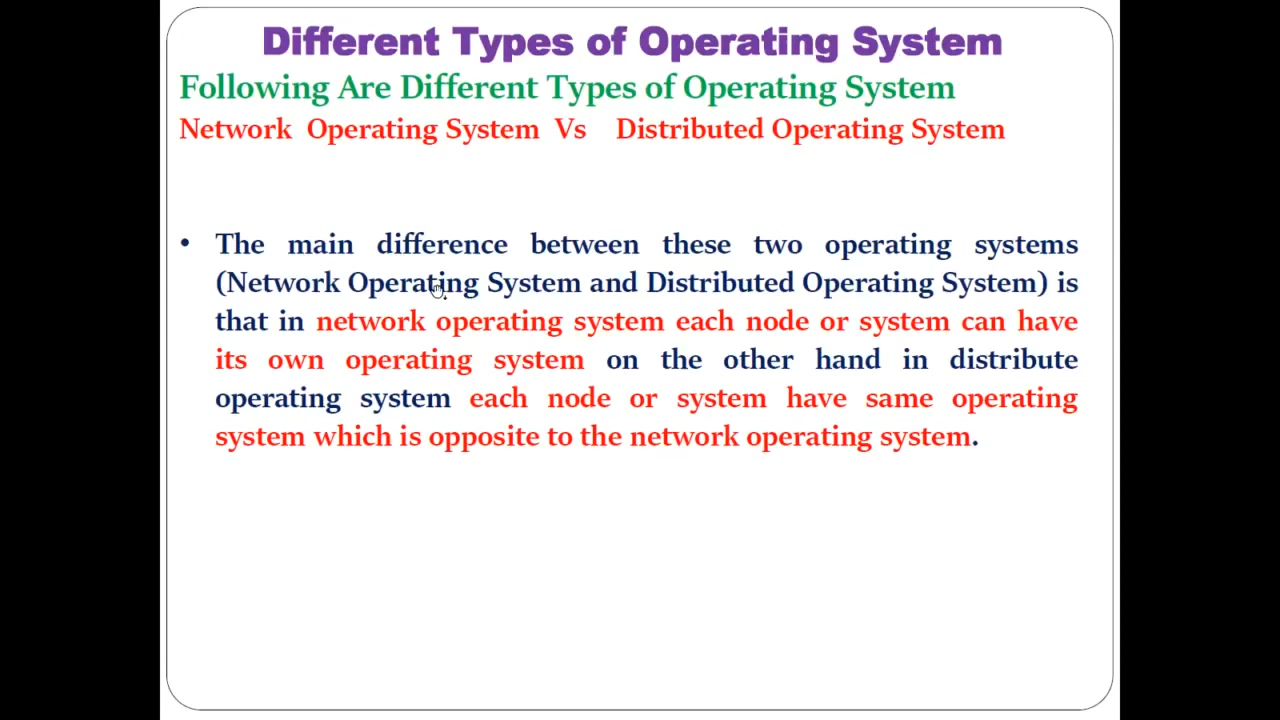 Different Types of Operating System
Following Are Different Types of Operating System
Network Operating System Vs Distributed Operating System
• The main difference between these two operating systems
(Network Operating System and Distributed Operating System) is
that in network operating system each node or system can have
its own operating system on the other hand in distribute
operating system each node or system have same operating
system which is opposite to the network operating system.